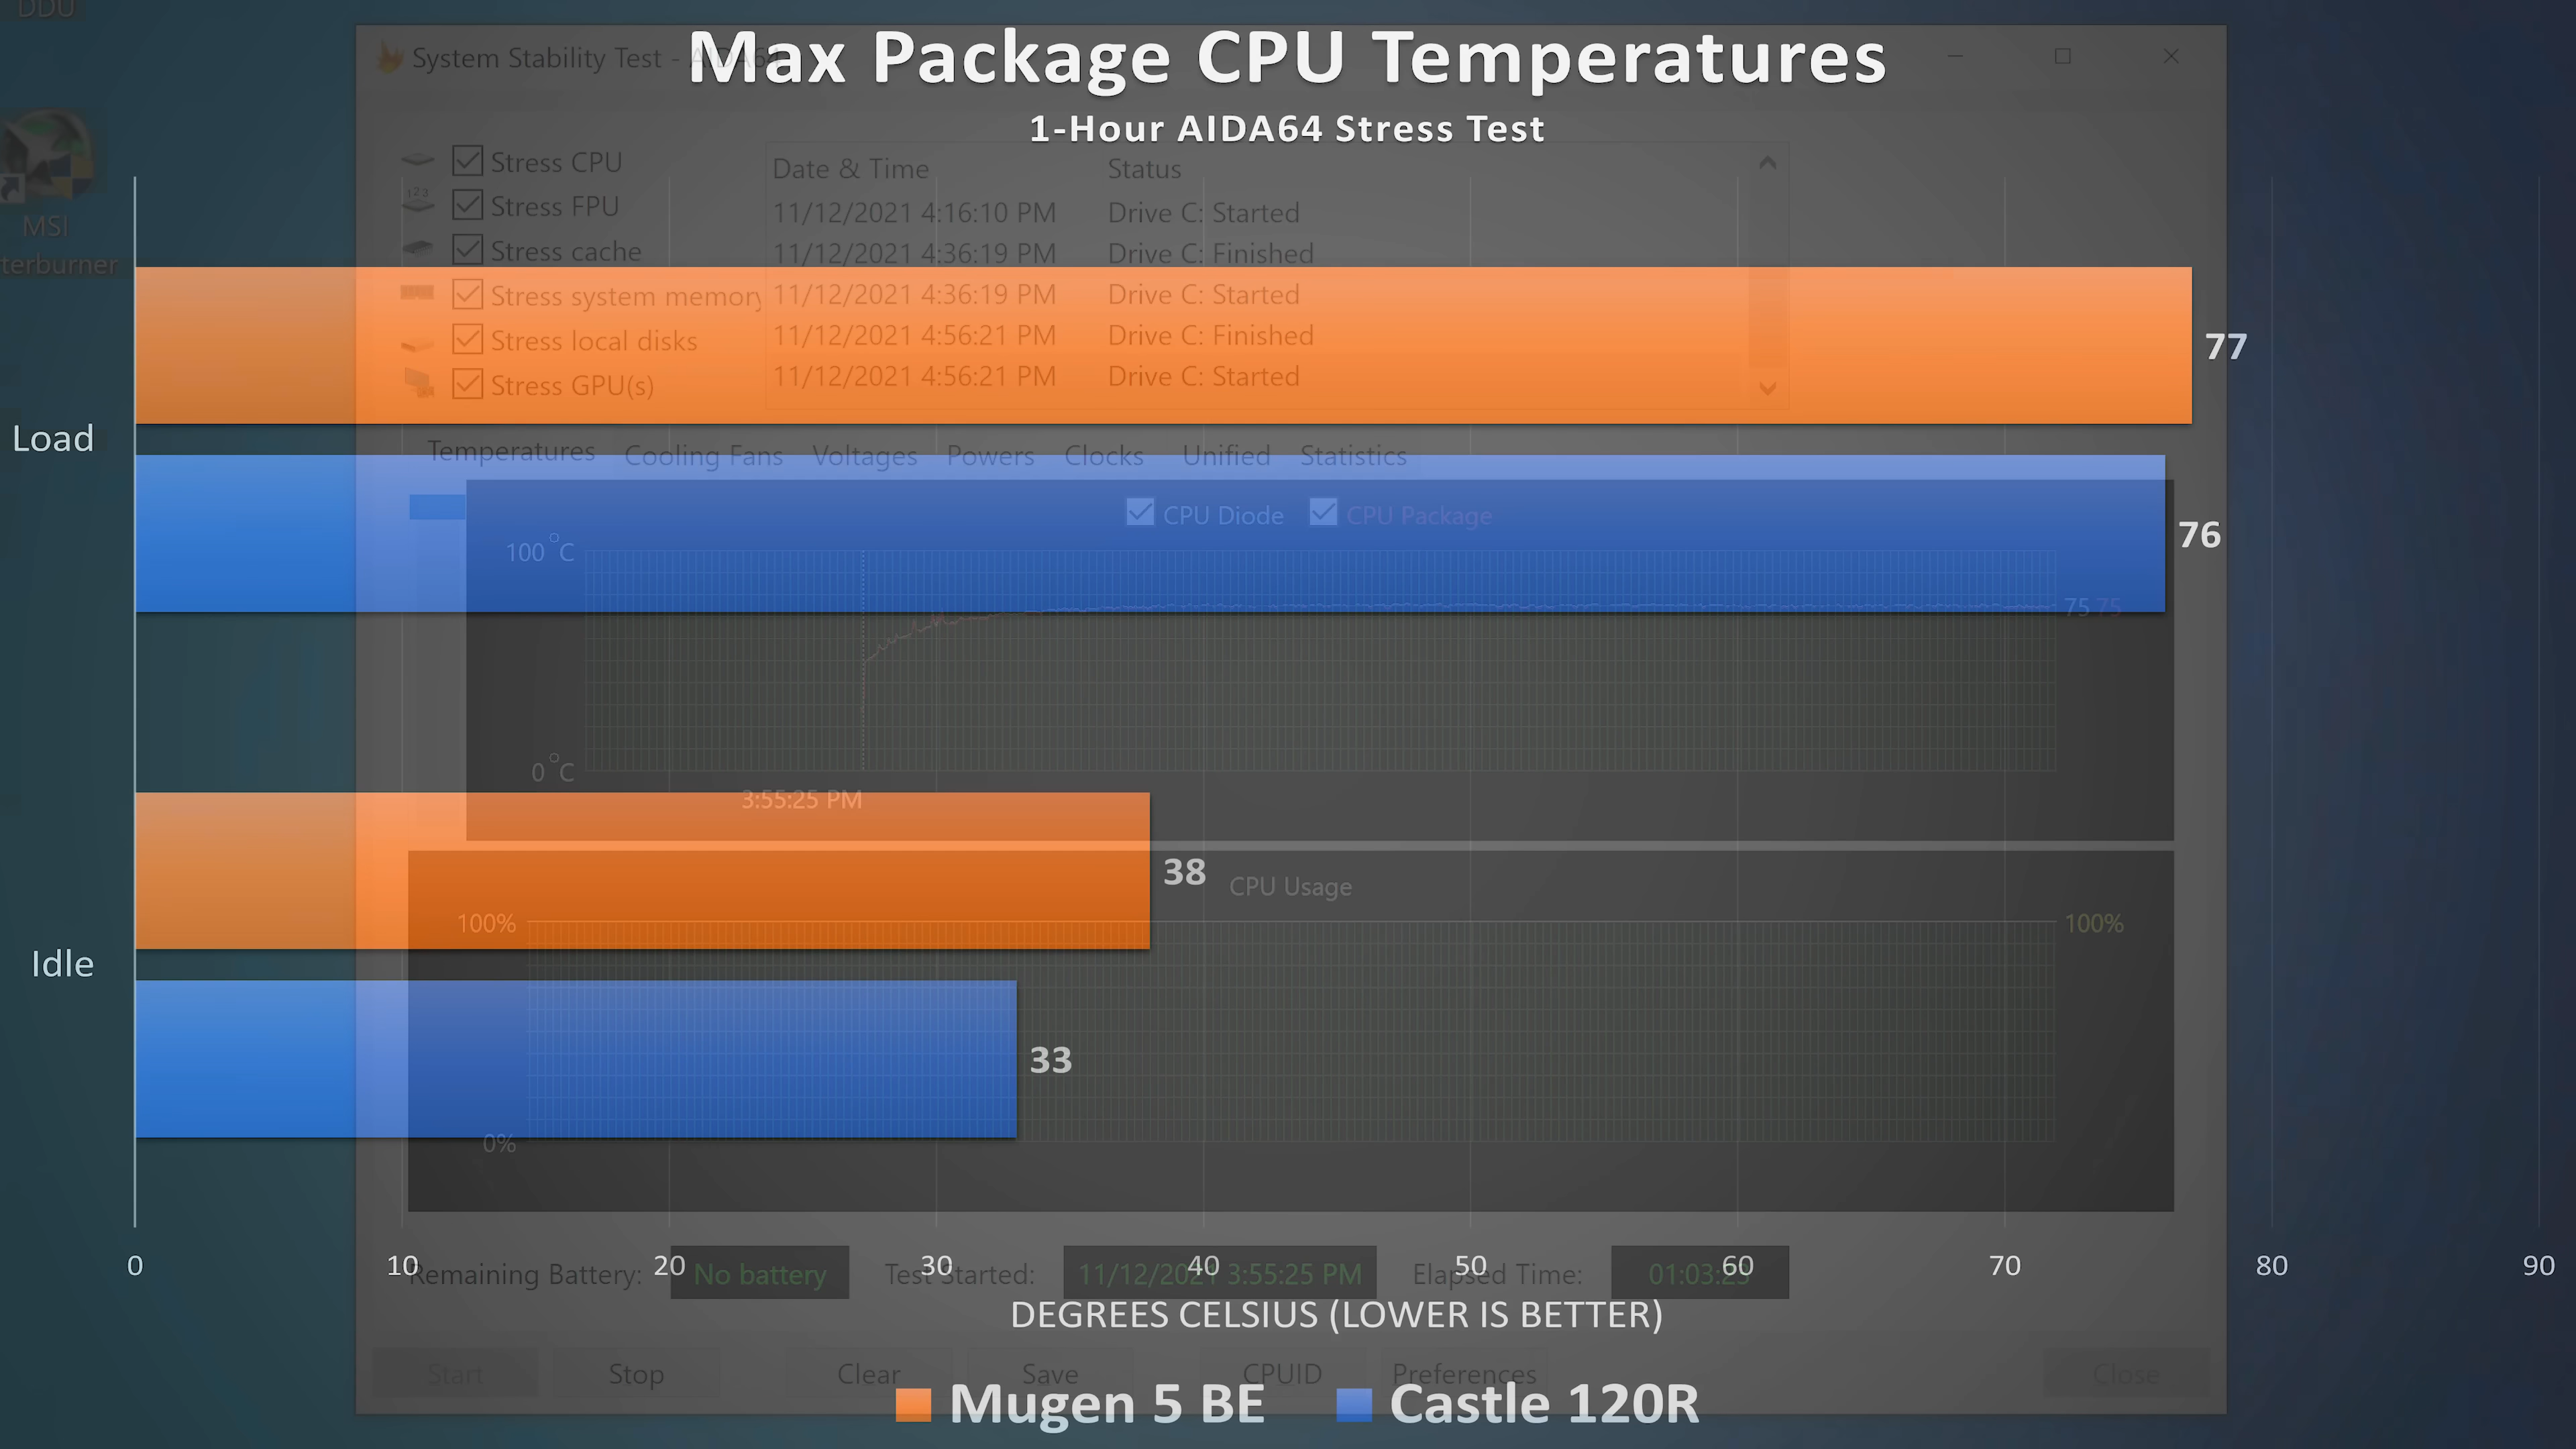 DDU
System Stability Test - AIDA64
Max Package CPU Temperatures
1-Hour AIDA64 Stress Test
MSI
terburner
Stress CPU
Stress FPU
Stress cache
Stress system memory
Stress local disks
Stress GPU(s)
123
Date & Time Status
11/12/2021 4:16:10 PM Drive C: Started
11/12/2021 4:36:19 PM Drive C: Finished
11/12/2021 4:36:19 PM Drive C: Started
11/12/2021 4:56:21 PM Drive C: Finished
11/12/2021 4:56:21 PM Drive C: Started
77
Load
Temperatures Cooling Fans Voltages Powers Clocks Unified Statistics
CPU Diode CPU Package
76
100 °C
75 75
0 °C
3:55:25 PM
38
CPU Usage
100% 100%
Idle
33
0%
0 10 20 30 40 50 60 70 80 90
Remaining Battery: No battery Test Started: 11/12/2021 3:55:25 PM Elapsed Time:
DEGREES CELSIUS (LOWER IS BETTER)
Start Stop Clear Save CPUID Preferences Close
Mugen 5 BE Castle 120R